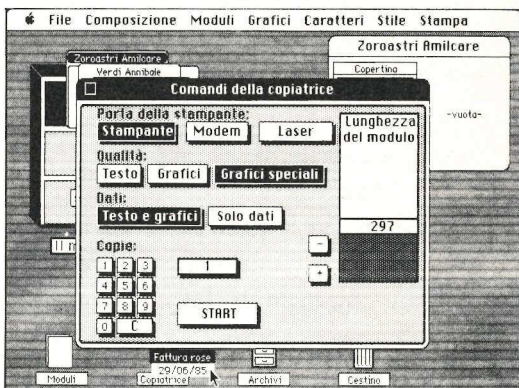 File Composizione Moduli Grafici Caratteri Stile Stampa
Zoroastri Amilcare
Verdi Annibale
Zoroastri Amilcare
Copertina
-vuota-
Comandi della copiatrice
Porta della stampante:
Stampante Modem Laser
Qualità:
Testo Grafici Grafici speciali
Dati:
Testo e grafici Solo dati
Copie:
1 2 3
4 5 6
7 8 9
0 C
1
START
Lunghezza
del modulo
297
-
+
Il m
Fattura rose
29/06/85
Moduli Copiatrice Archivi Cestino